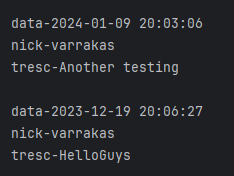 data-2024-01-09 20:03:06
nick-varrakas
tresc-Another testing

data-2023-12-19 20:06:27
nick-varrakas
tresc-HelloGuys